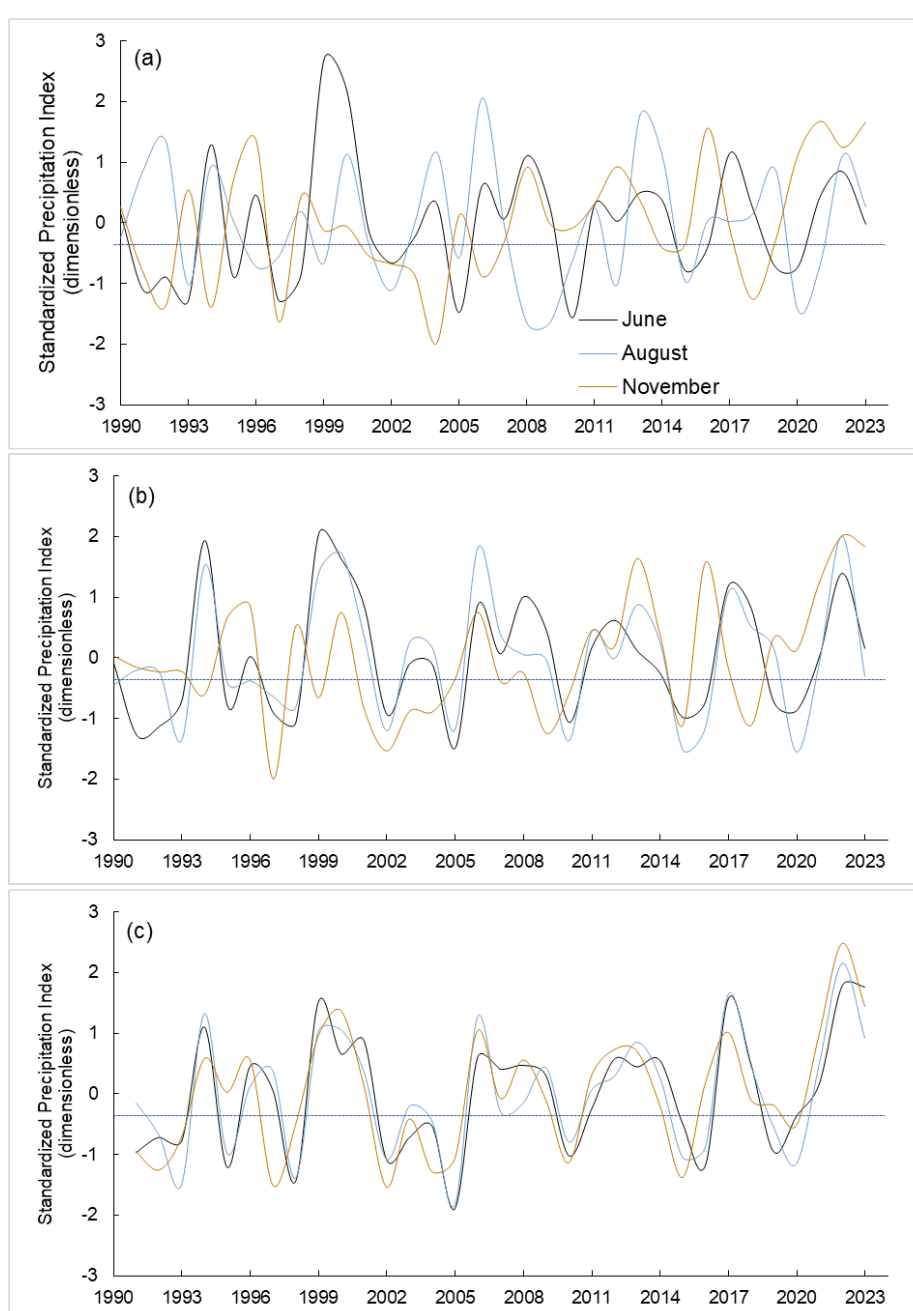 (a)
Standardized Precipitation Index
(dimensionless)
3
2
1
0
-1
-2
-3
June
August
November
1990 1993 1996 1999 2002 2005 2008 2011 2014 2017 2020 2023
(b)
Standardized Precipitation Index
(dimensionless)
3
2
1
0
-1
-2
-3
1990 1993 1996 1999 2002 2005 2008 2011 2014 2017 2020 2023
(c)
Standardized Precipitation Index
(dimensionless)
3
2
1
0
-1
-2
-3
1990 1993 1996 1999 2002 2005 2008 2011 2014 2017 2020 2023